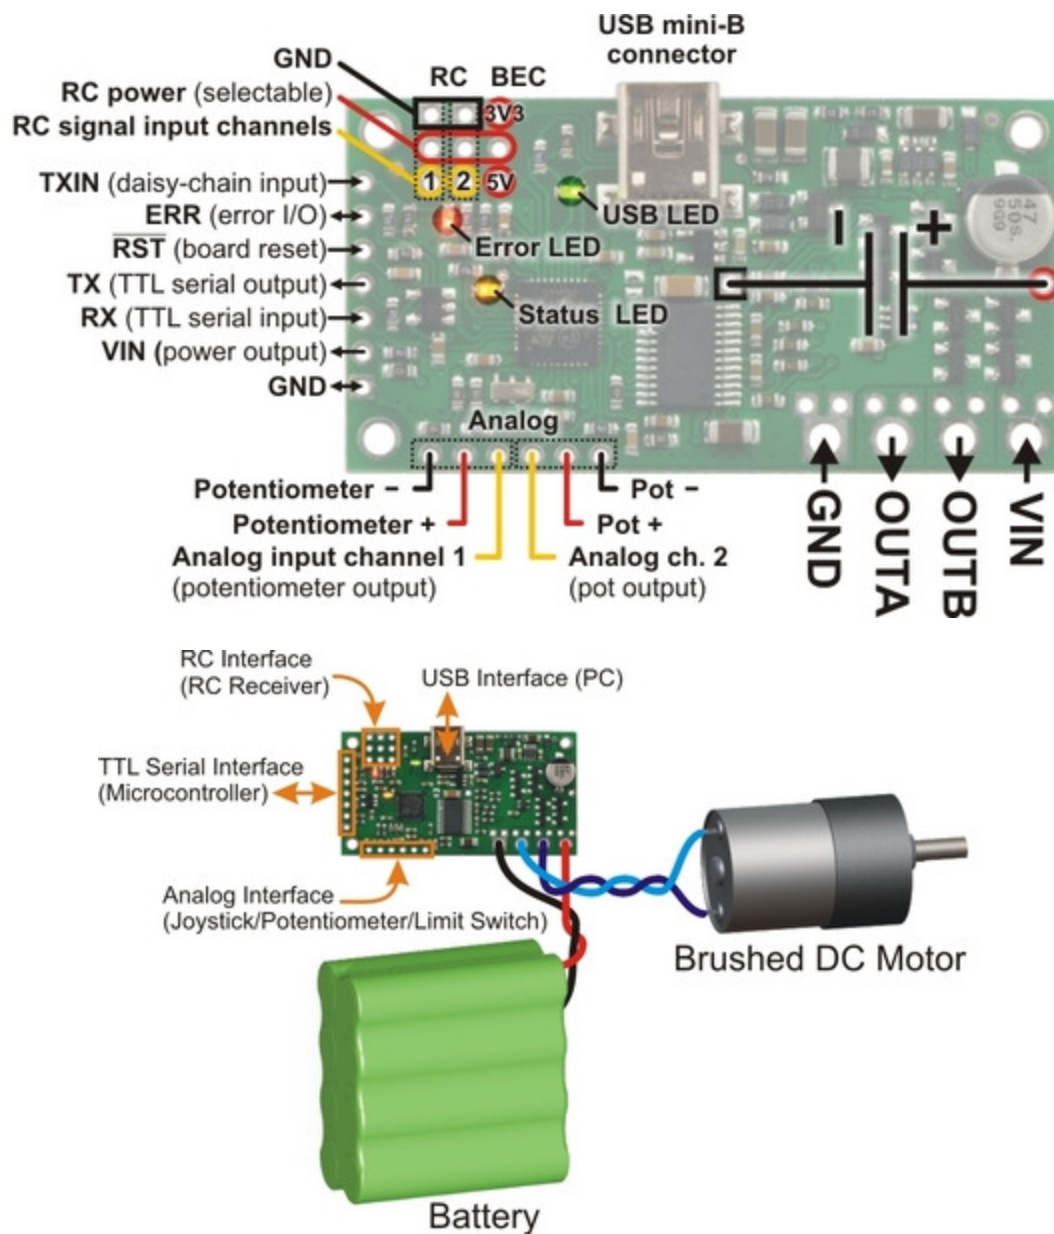 USB mini-B
connector
GND
RC
BEC
RC power (selectable)
3V3
RC signal input channels
TXIN (daisy-chain input)
1
2
5V
ERR (error I/O)
USB LED
Error LED
RST (board reset)
TX (TTL serial output)
Status LED
RX (TTL serial input)
VIN (power output)
GND
- +
47
50s.
Analog
Potentiometer −
Pot −
Potentiometer +
Pot +
Analog input channel 1
(potentiometer output)
Analog ch. 2
(pot output)
GND
OUTA
OUTB
VIN
RC Interface
(RC Receiver)
USB Interface (PC)
TTL Serial Interface
(Microcontroller)
Analog Interface
(Joystick/Potentiometer/Limit Switch)
Brushed DC Motor
Battery